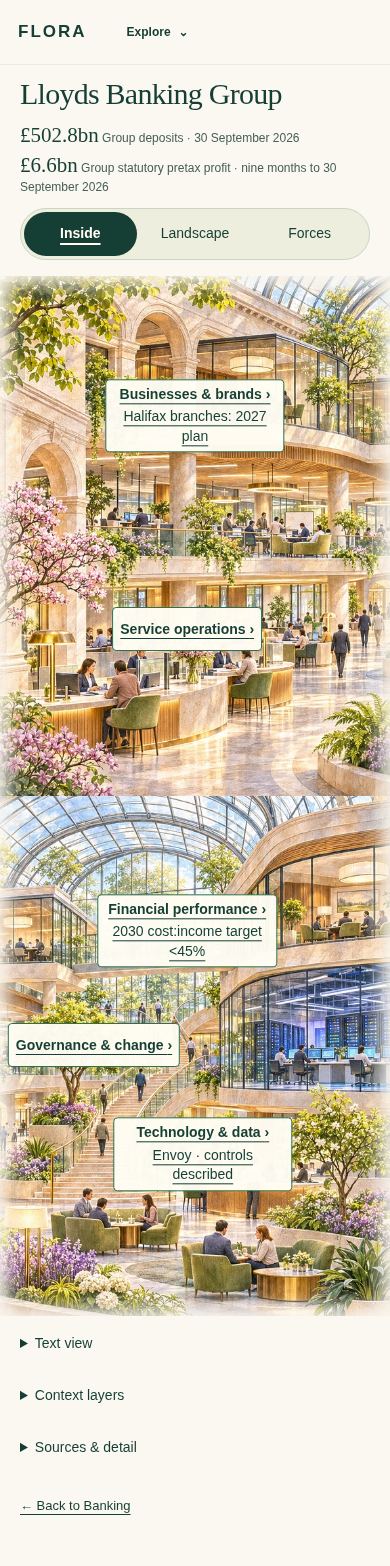 FLORA
Explore ⌄
Lloyds Banking Group
£502.8bn Group deposits · 30 September 2026
£6.6bn Group statutory pretax profit · nine months to 30
September 2026
Inside
Landscape
Forces
Businesses & brands ›
Halifax branches: 2027
plan
Service operations ›
Financial performance ›
2030 cost:income target
<45%
Governance & change ›
Technology & data ›
Envoy · controls
described
▶ Text view
▶ Context layers
▶ Sources & detail
← Back to Banking